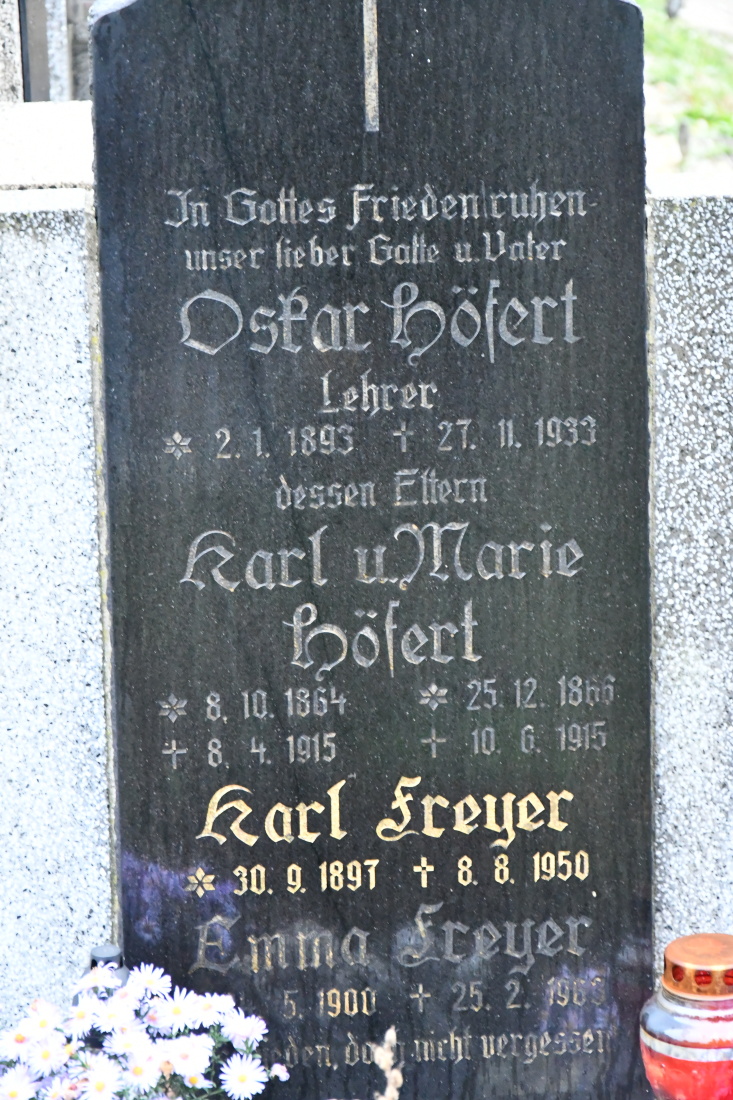 In Gottes Frieden ruhen
unser lieber Gatte u. Vater
Oskar Höfert
Lehrer
* 2. 1. 1893 † 27. 11. 1933
dessen Eltern
Karl u. Marie
Höfert
* 8. 10. 1864 * 25. 12. 1866
† 8. 4. 1915 † 10. 6. 1915
Karl Freyer
* 30. 9. 1897 † 8. 8. 1950
Emma Freyer
5. 1900 † 25. 2.
nicht vergessen